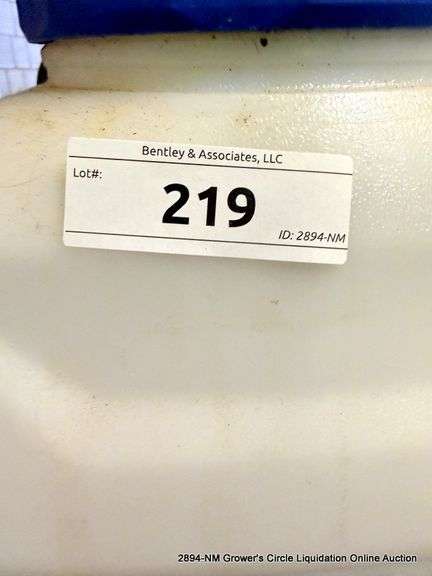 Bentley & Associates, LLC
Lot#:
219
ID: 2894-NM
2894-NM Grower's Circle Liquidation Online Auction